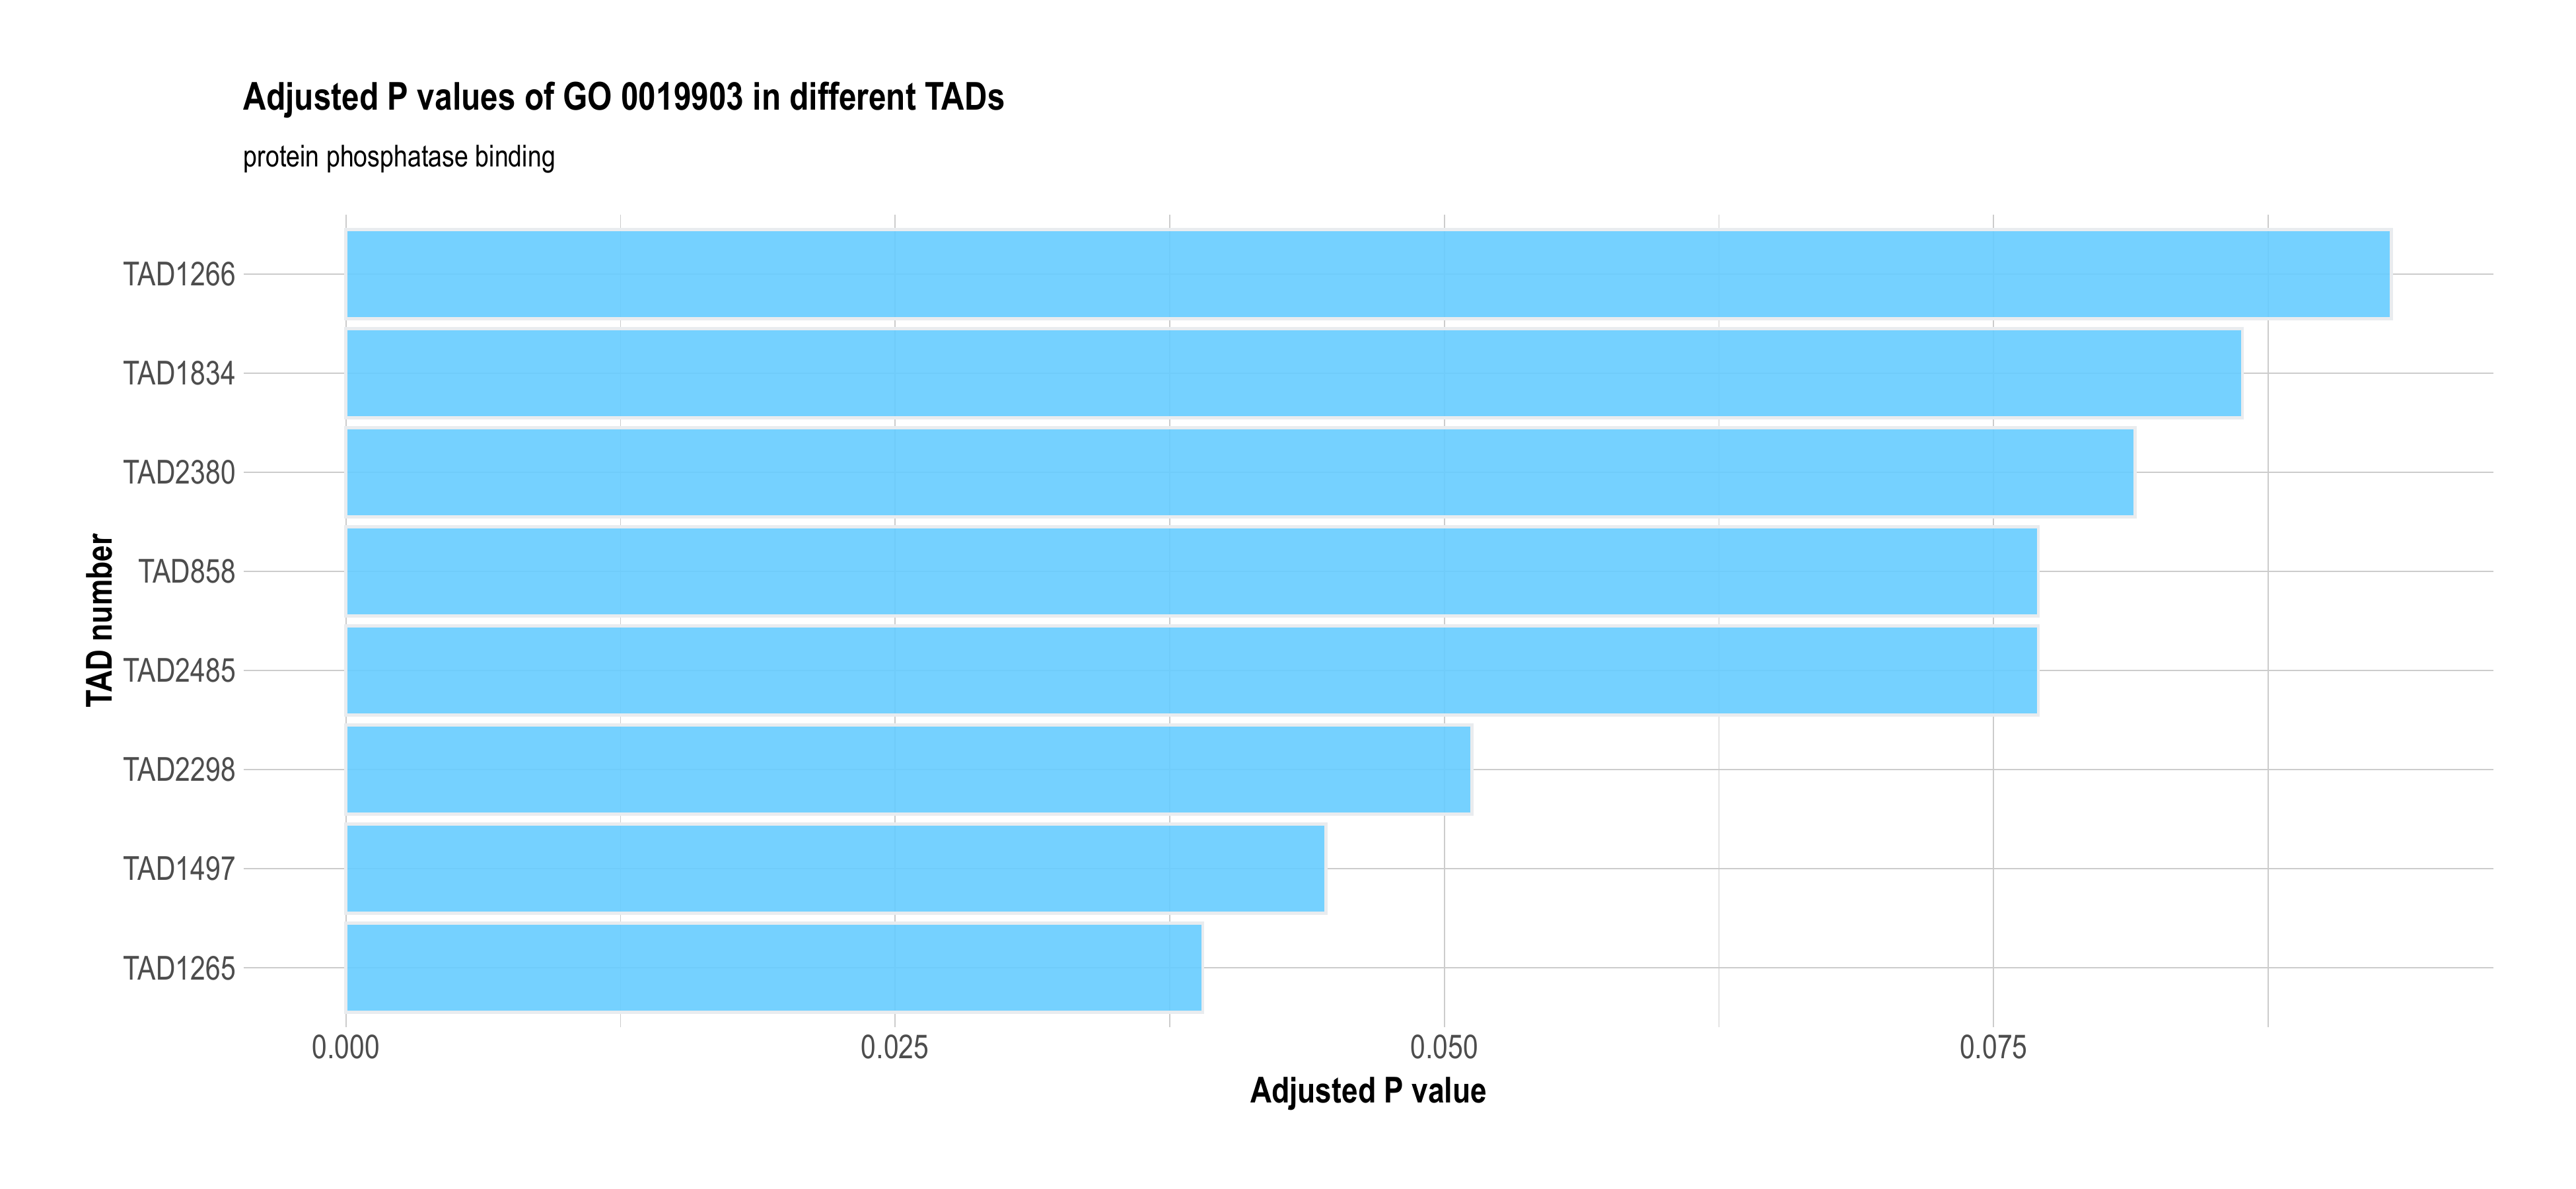 Adjusted P values of GO 0019903 in different TADs
protein phosphatase binding
TAD number
TAD1266
TAD1834
TAD2380
TAD858
TAD2485
TAD2298
TAD1497
TAD1265
0.000 0.025 0.050 0.075
Adjusted P value